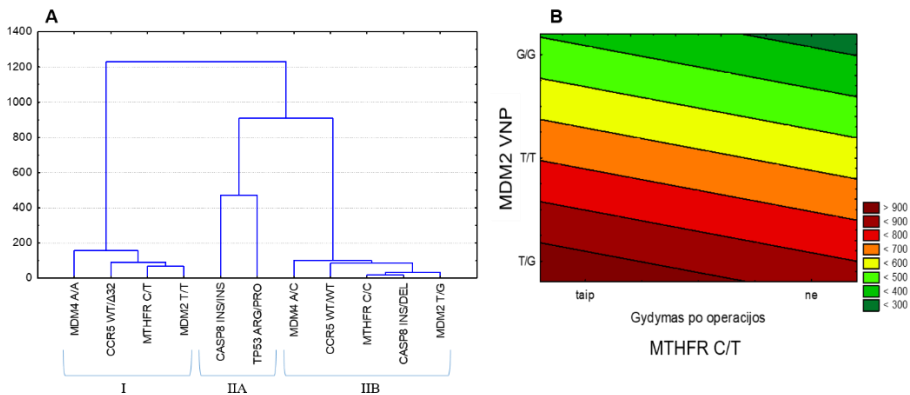 A
1400
1200
1000
800
600
400
200
0
MDM4 A/A
CCR5 WT/Δ32
MTHFR C/T
MDM2 T/T
CASP8 INS/INS
TP53 ARG/PRO
MDM4 A/C
CCR5 WT/WT
MTHFR C/C
CASP8 INS/DEL
MDM2 T/G
I
IIA
IIB
B
MDM2 VNP
G/G
T/T
T/G
taip
ne
Gydymas po operacijos
MTHFR C/T
> 900
< 900
< 800
< 700
< 600
< 500
< 400
< 300